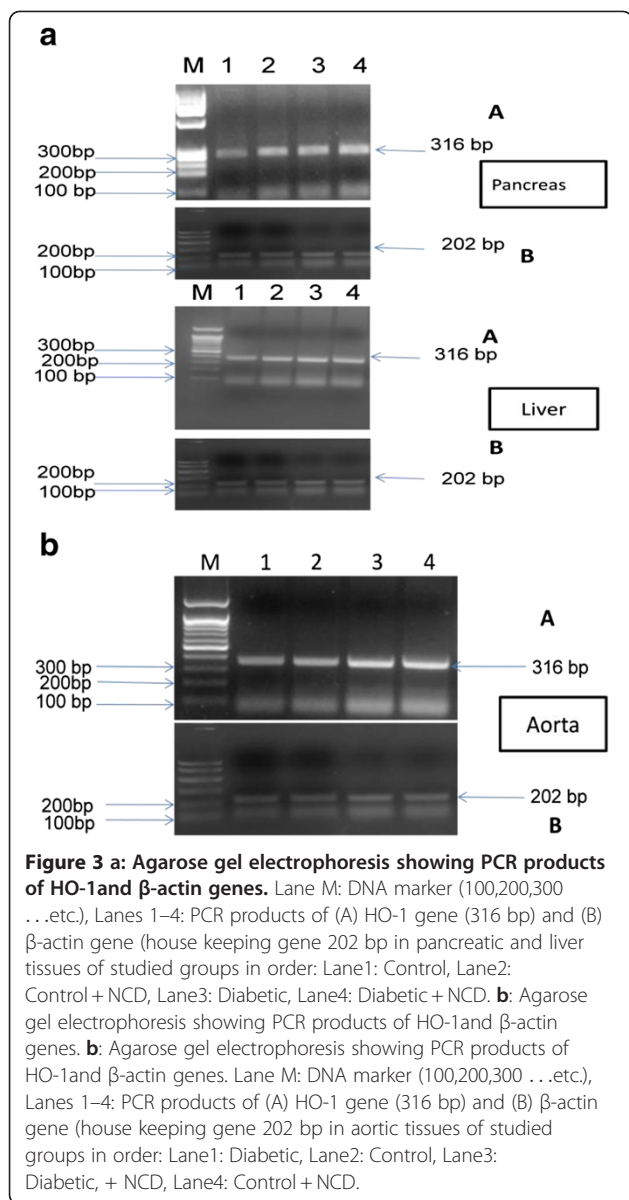 a
M 1 2 3 4
A
300bp
316 bp
200bp
Pancreas
100 bp
202 bp
200bp
B
100bp
M 1 2 3 4
A
300bp
316 bp
200bp
100 bp
Liver
B
200bp
202 bp
100bp
b
M 1 2 3 4
A
300 bp
316 bp
200bp
100 bp
Aorta
202 bp
200bp
B
100bp
Figure 3 a: Agarose gel electrophoresis showing PCR products
of HO-1and β-actin genes. Lane M: DNA marker (100,200,300
...etc.), Lanes 1–4: PCR products of (A) HO-1 gene (316 bp) and (B)
β-actin gene (house keeping gene 202 bp in pancreatic and liver
tissues of studied groups in order: Lane1: Control, Lane2:
Control + NCD, Lane3: Diabetic, Lane4: Diabetic + NCD. b: Agarose
gel electrophoresis showing PCR products of HO-1and β-actin
genes. b: Agarose gel electrophoresis showing PCR products of
HO-1and β-actin genes. Lane M: DNA marker (100,200,300 ...etc.),
Lanes 1–4: PCR products of (A) HO-1 gene (316 bp) and (B) β-actin
gene (house keeping gene 202 bp in aortic tissues of studied
groups in order: Lane1: Diabetic, Lane2: Control, Lane3:
Diabetic, + NCD, Lane4: Control + NCD.